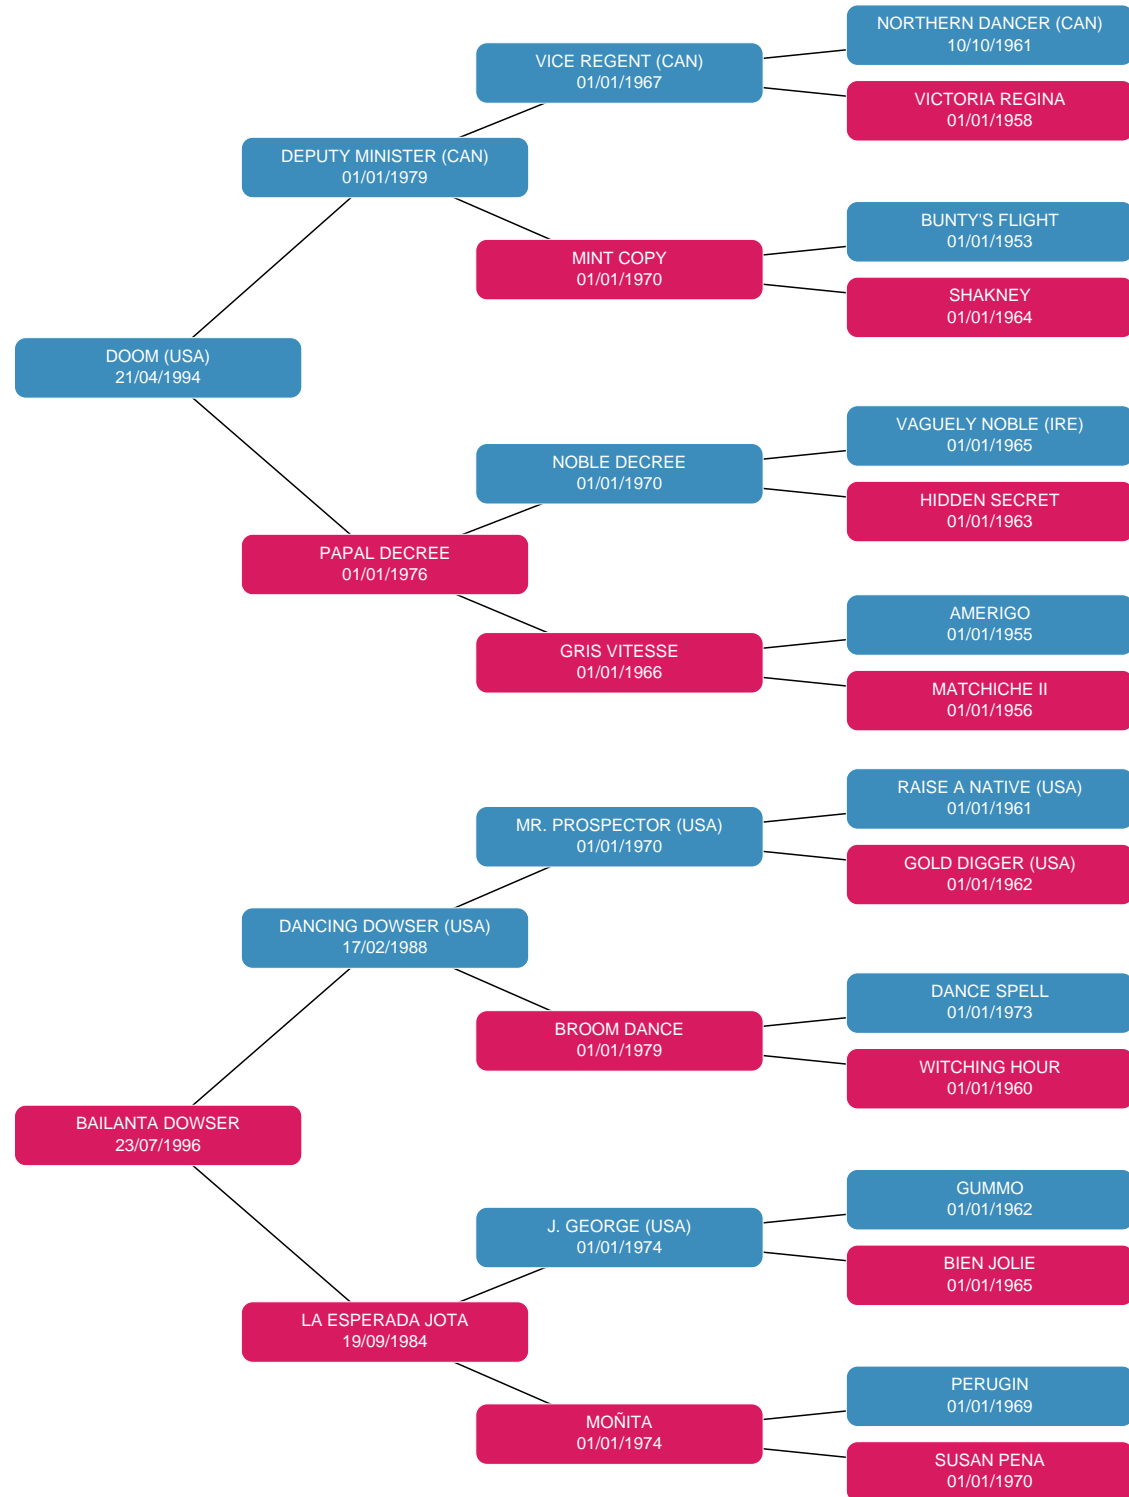 NORTHERN DANCER (CAN)
10/10/1961
VICE REGENT (CAN)
01/01/1967
VICTORIA REGINA
01/01/1958
DEPUTY MINISTER (CAN)
01/01/1979
BUNTY'S FLIGHT
01/01/1953
MINT COPY
01/01/1970
SHAKNEY
01/01/1964
DOOM (USA)
21/04/1994
VAGUELY NOBLE (IRE)
01/01/1965
NOBLE DECREE
01/01/1970
HIDDEN SECRET
01/01/1963
PAPAL DECREE
01/01/1976
AMERIGO
01/01/1955
GRIS VITESSE
01/01/1966
MATCHICHE II
01/01/1956
RAISE A NATIVE (USA)
01/01/1961
MR. PROSPECTOR (USA)
01/01/1970
GOLD DIGGER (USA)
01/01/1962
DANCING DOWSER (USA)
17/02/1988
DANCE SPELL
01/01/1973
BROOM DANCE
01/01/1979
WITCHING HOUR
01/01/1960
BAILANTA DOWSER
23/07/1996
GUMMO
01/01/1962
J. GEORGE (USA)
01/01/1974
BIEN JOLIE
01/01/1965
LA ESPERADA JOTA
19/09/1984
PERUGIN
01/01/1969
MOÑITA
01/01/1974
SUSAN PENA
01/01/1970